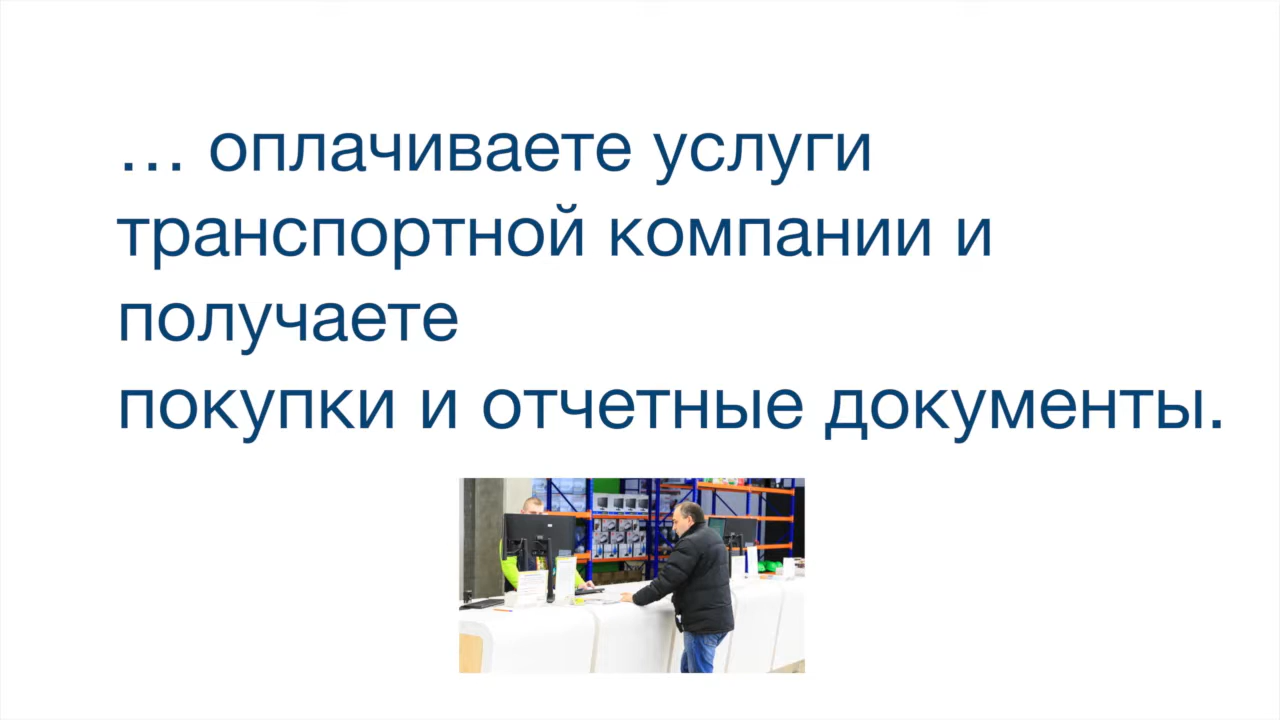 … оплачиваете услуги
транспортной компании и
получаете
покупки и отчетные документы.